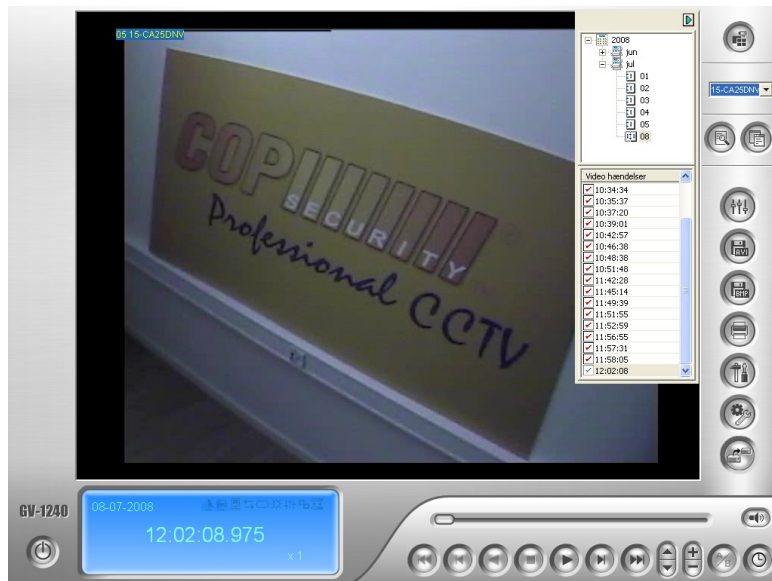 05 15-CA25DNV
COP
SECURITY
Professional CCTV
2008
jun
jul
01
02
03
04
05
08
Video hændelser
10:34:34
10:35:37
10:37:20
10:39:01
10:42:57
10:46:38
10:48:38
10:51:48
11:42:28
11:45:14
11:49:39
11:51:55
11:52:59
11:56:55
11:57:31
11:58:05
12:02:08
15-CA25DNV
AVI
BMP
GV-1240
08-07-2008
12:02:08.975
x 1
A/B